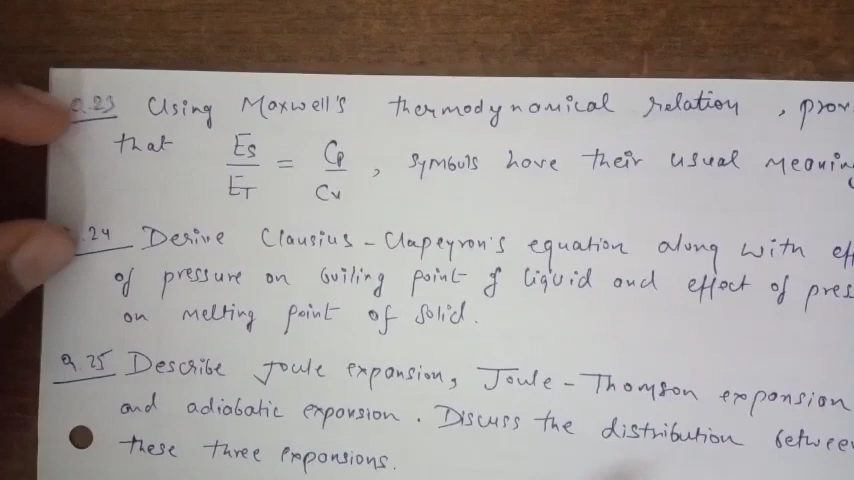 Q.23 Using Maxwell's thermodynamical relation, prov
that Es/ET = Cp/Cv, symbols have their usual meanin
.24 Derive Clausius-Clapeyron's equation along with eff
of pressure on boiling point of liquid and effect of pres
on melting point of solid.
Q.25 Describe Joule expansion, Joule-Thomson expansion
and adiabatic expansion. Discuss the distribution betwee
these three expansions.